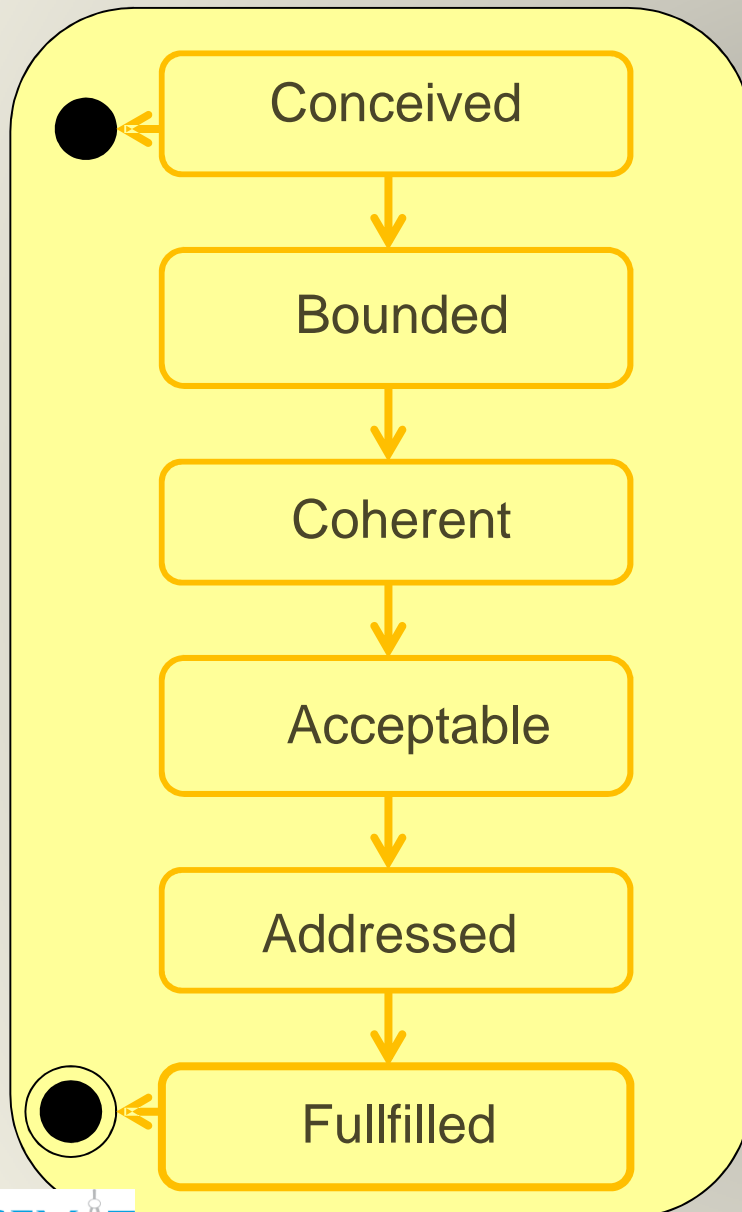 Conceived
Bounded
Coherent
Acceptable
Addressed
Fullfilled